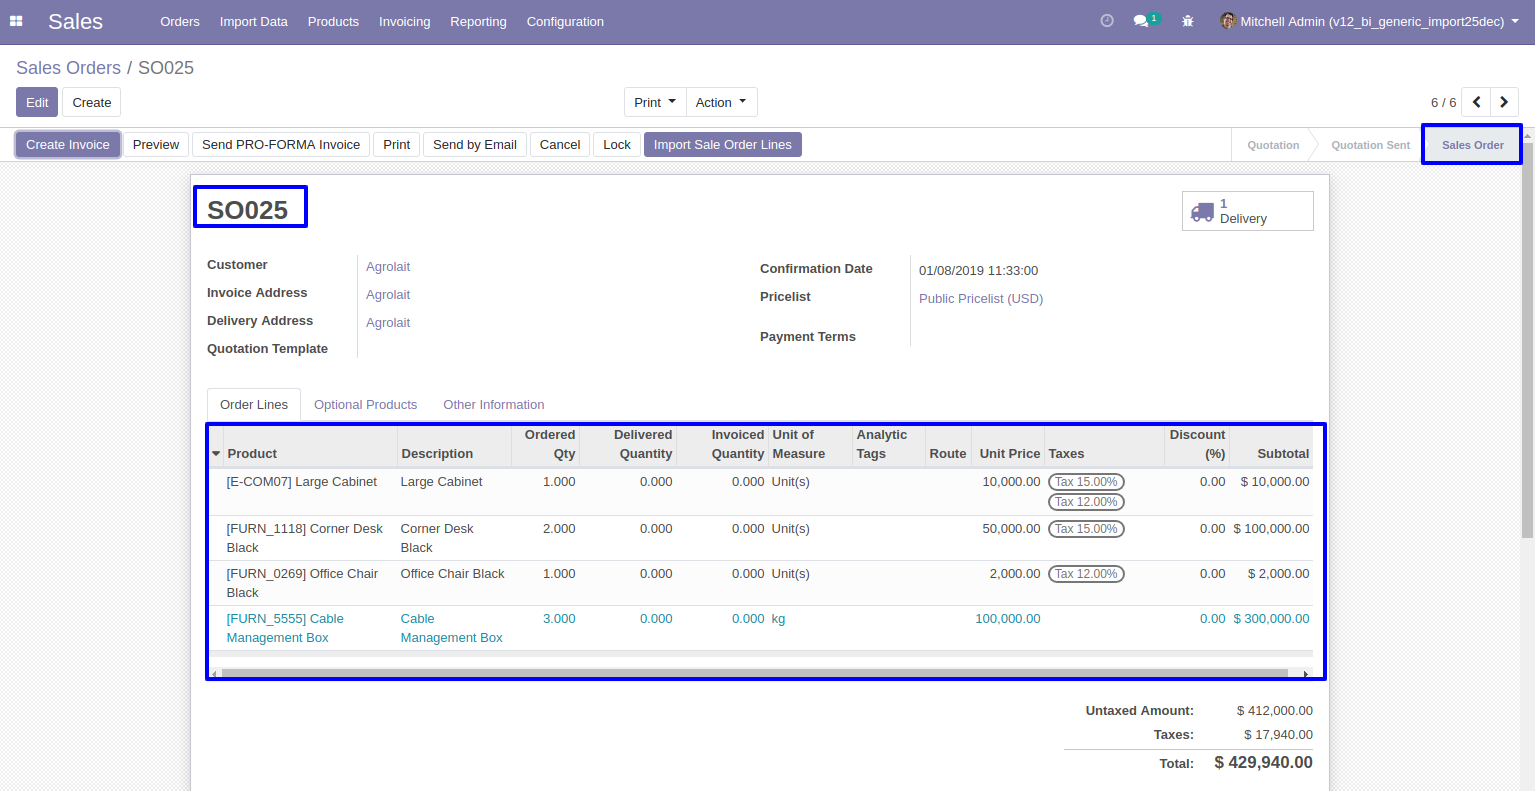 Sales Orders Import Data Products Invoicing Reporting Configuration 1 Mitchell Admin (v12_bi_generic_import25dec)
Sales Orders / SO025
Edit Create Print Action 6 / 6
Create Invoice Preview Send PRO-FORMA Invoice Print Send by Email Cancel Lock Import Sale Order Lines Quotation Quotation Sent Sales Order
SO025
1
Delivery
Customer Agrolait
Invoice Address Agrolait
Delivery Address Agrolait
Quotation Template
Confirmation Date 01/08/2019 11:33:00
Pricelist Public Pricelist (USD)
Payment Terms
Order Lines Optional Products Other Information
Ordered Delivered Invoiced Unit of Analytic Discount
Product Description Qty Quantity Quantity Measure Tags Route Unit Price Taxes (%) Subtotal
[E-COM07] Large Cabinet Large Cabinet 1.000 0.000 0.000 Unit(s) 10,000.00 Tax 15.00% 0.00 $ 10,000.00
Tax 12.00%
[FURN_1118] Corner Desk Corner Desk 2.000 0.000 0.000 Unit(s) 50,000.00 Tax 15.00% 0.00 $ 100,000.00
Black Black
[FURN_0269] Office Chair Office Chair Black 1.000 0.000 0.000 Unit(s) 2,000.00 Tax 12.00% 0.00 $ 2,000.00
Black
[FURN_5555] Cable Cable 3.000 0.000 0.000 kg 100,000.00 0.00 $ 300,000.00
Management Box Management Box
Untaxed Amount: $ 412,000.00
Taxes: $ 17,940.00
Total: $ 429,940.00